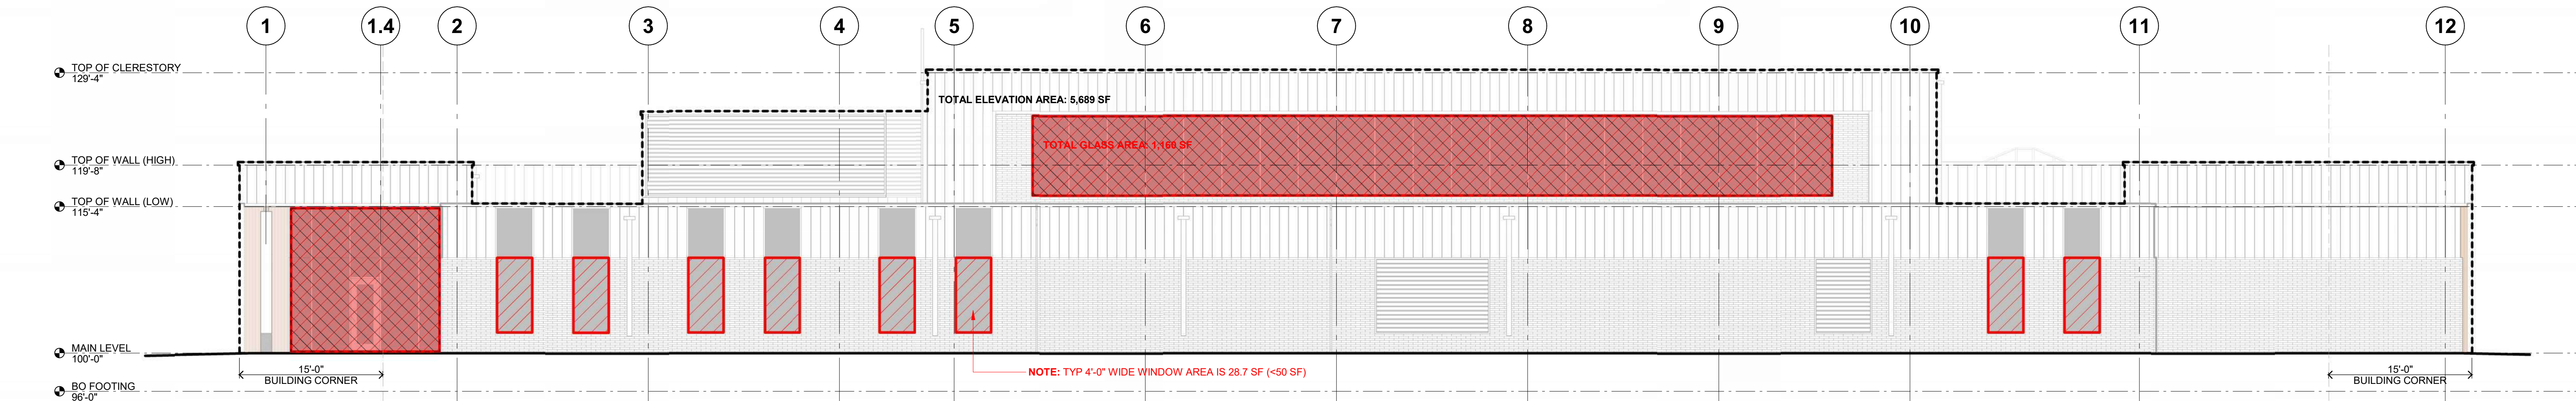 1
1.4
2
3
4
5
6
7
8
9
10
11
12
TOP OF CLERESTORY
129'-4"
TOTAL ELEVATION AREA: 5,689 SF
TOTAL GLASS AREA: 1,160 SF
TOP OF WALL (HIGH)
119'-8"
TOP OF WALL (LOW)
115'-4"
MAIN LEVEL
100'-0"
15'-0"
BUILDING CORNER
NOTE: TYP 4'-0" WIDE WINDOW AREA IS 28.7 SF (<50 SF)
15'-0"
BUILDING CORNER
BO FOOTING
96'-0"